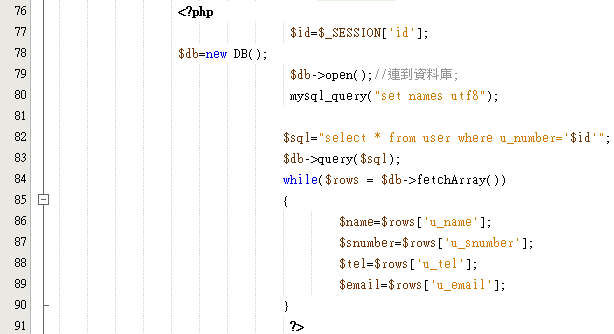 76 <?php
77 $id=$_SESSION['id'];
78 $db=new DB();
79 $db->open();//連到資料庫;
80 mysql_query("set names utf8");
81
82 $sql="select * from user where u_number='$id'";
83 $db->query($sql);
84 while($rows = $db->fetchArray())
85 {
86 $name=$rows['u_name'];
87 $snumber=$rows['u_snumber'];
88 $tel=$rows['u_tel'];
89 $email=$rows['u_email'];
90 }
91 ?>